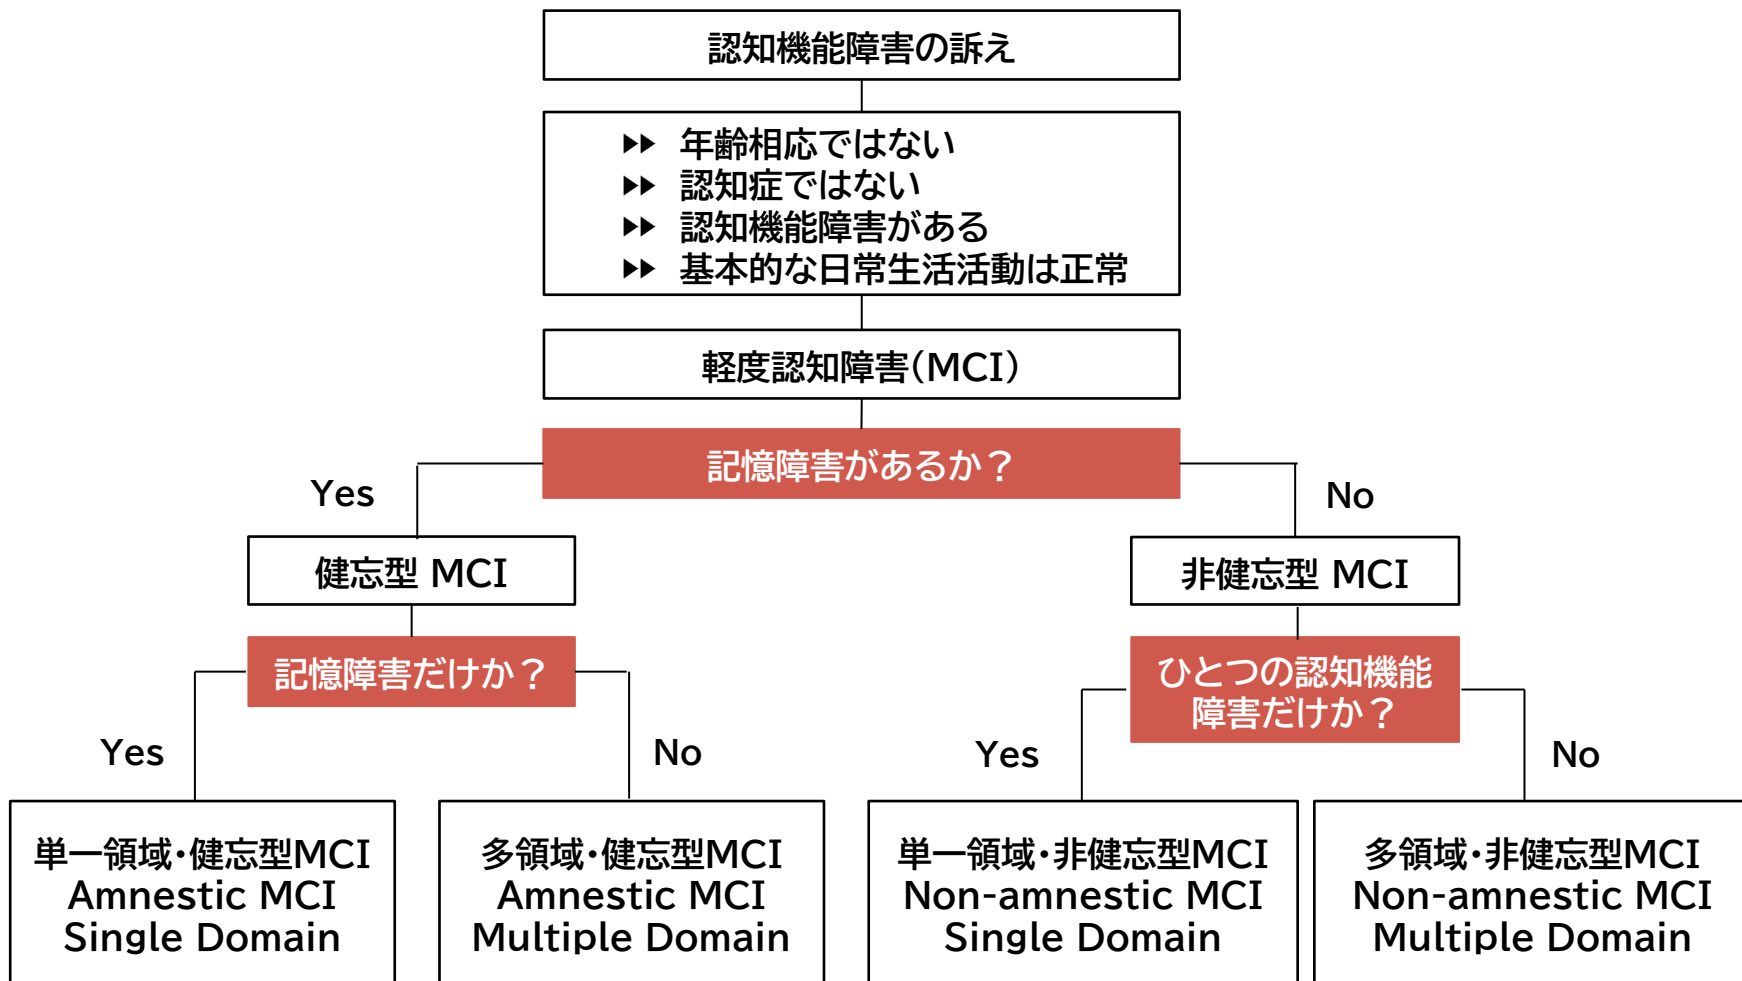 認知機能障害の訴え
▶▶ 年齢相応ではない
▶▶ 認知症ではない
▶▶ 認知機能障害がある
▶▶ 基本的な日常生活活動は正常
軽度認知障害(MCI)
記憶障害があるか？
Yes
No
健忘型 MCI
非健忘型 MCI
記憶障害だけか？
ひとつの認知機能
障害だけか？
Yes
No
Yes
No
単一領域・健忘型MCI
Amnestic MCI
Single Domain
多領域・健忘型MCI
Amnestic MCI
Multiple Domain
単一領域・非健忘型MCI
Non-amnestic MCI
Single Domain
多領域・非健忘型MCI
Non-amnestic MCI
Multiple Domain